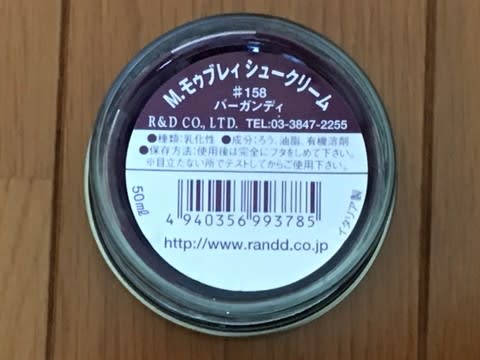 M.モゥブレィ シュークリーム
#158
バーガンディ
R&D CO., LTD. TEL:03-3847-2255
●種類:乳化性 ●成分:ろう、油脂、有機溶剤
●保存方法:使用後は完全にフタをしめて下さい。
※目立たない所でテストしてからご使用下さい。
50㎖
4 940356 993785
イタリア製
http://www.randd.co.jp